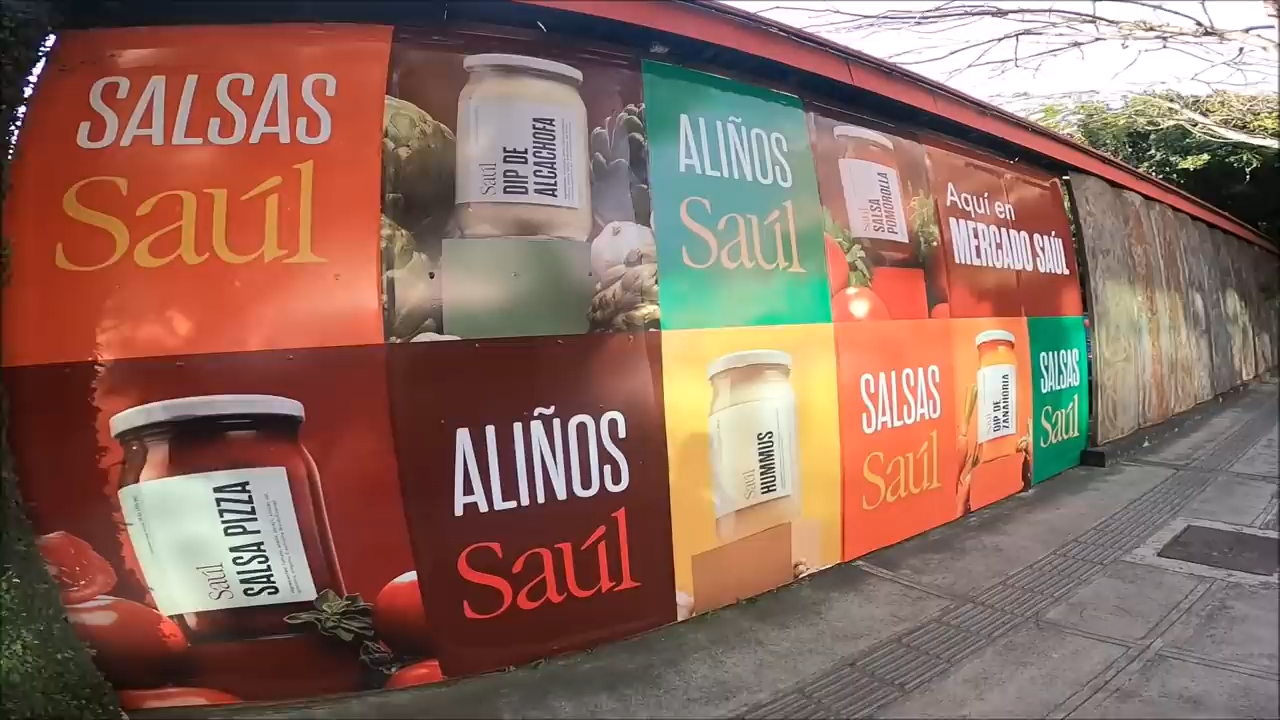 SALSAS
Saúl
Saúl
DIP DE
ALCACHOFA
ALIÑOS
Saúl
Saúl
SALSA
POMOROLLA
Aquí en
MERCADO SAÚL
Saúl
SALSA PIZZA
ALIÑOS
Saúl
Saúl
HUMMUS
SALSAS
Saúl
Saúl
DIP DE
ZANAHORIA
SALSAS
Saúl